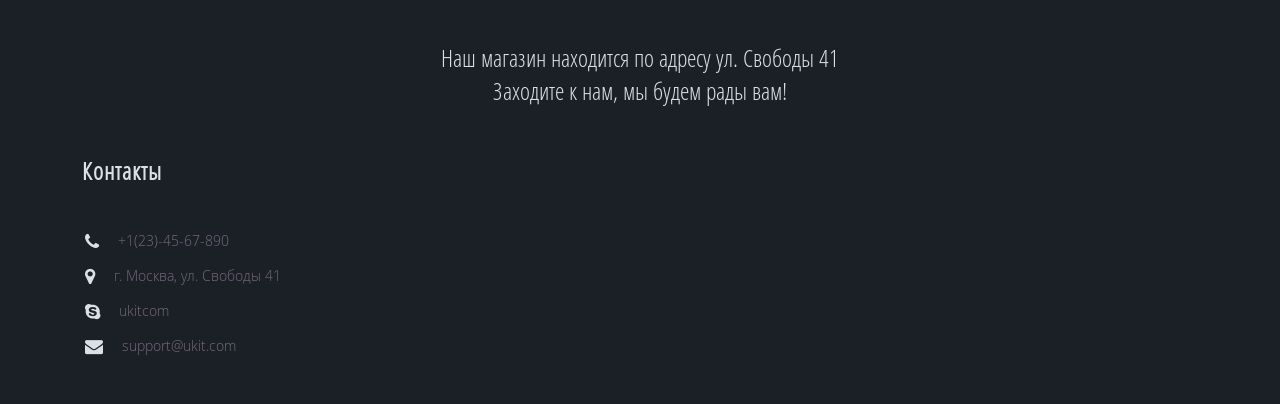 Наш магазин находится по адресу ул. Свободы 41
Заходите к нам, мы будем рады вам!
Контакты
+1(23)-45-67-890
г. Москва, ул. Свободы 41
ukitcom
support@ukit.com